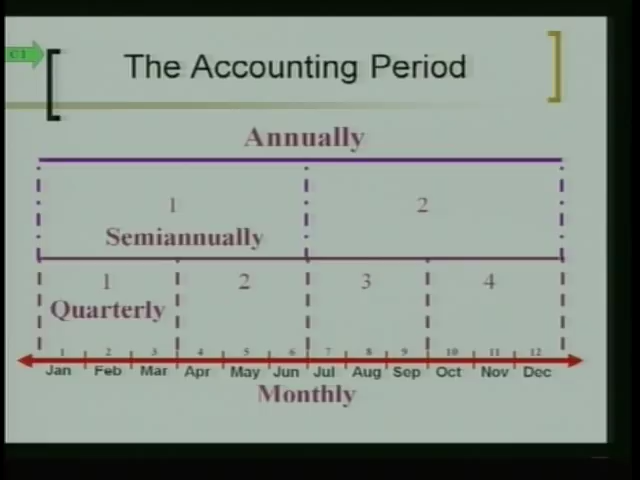 C 1
The Accounting Period
Annually
1 2
Semiannually
1 2 3 4
Quarterly
1 2 3 4 5 6 7 8 9 10 11 12
Jan Feb Mar Apr May Jun Jul Aug Sep Oct Nov Dec
Monthly